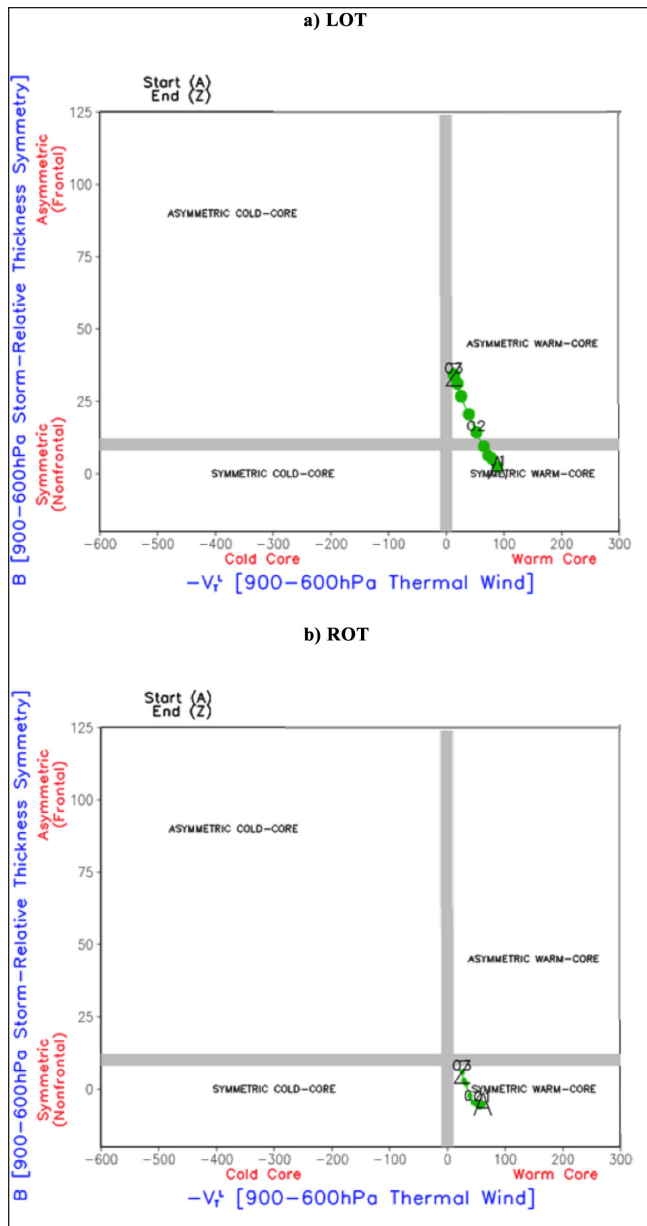 a) LOT
Start (A)
End (Z)
B [900-600hPa Storm-Relative Thickness Symmetry]
Asymmetric
(Frontal)
Symmetric
(Nonfrontal)
125
100
75
50
25
0
ASYMMETRIC COLD-CORE
ASYMMETRIC WARM-CORE
SYMMETRIC COLD-CORE
SYMMETRIC WARM-CORE
03
02
-600 -500 -400 -300 -200 -100 0 100 200 300
Cold Core Warm Core
-V_T^L [900-600hPa Thermal Wind]
b) ROT
Start (A)
End (Z)
B [900-600hPa Storm-Relative Thickness Symmetry]
Asymmetric
(Frontal)
Symmetric
(Nonfrontal)
125
100
75
50
25
0
ASYMMETRIC COLD-CORE
ASYMMETRIC WARM-CORE
SYMMETRIC COLD-CORE
SYMMETRIC WARM-CORE
03
-600 -500 -400 -300 -200 -100 0 100 200 300
Cold Core Warm Core
-V_T^L [900-600hPa Thermal Wind]